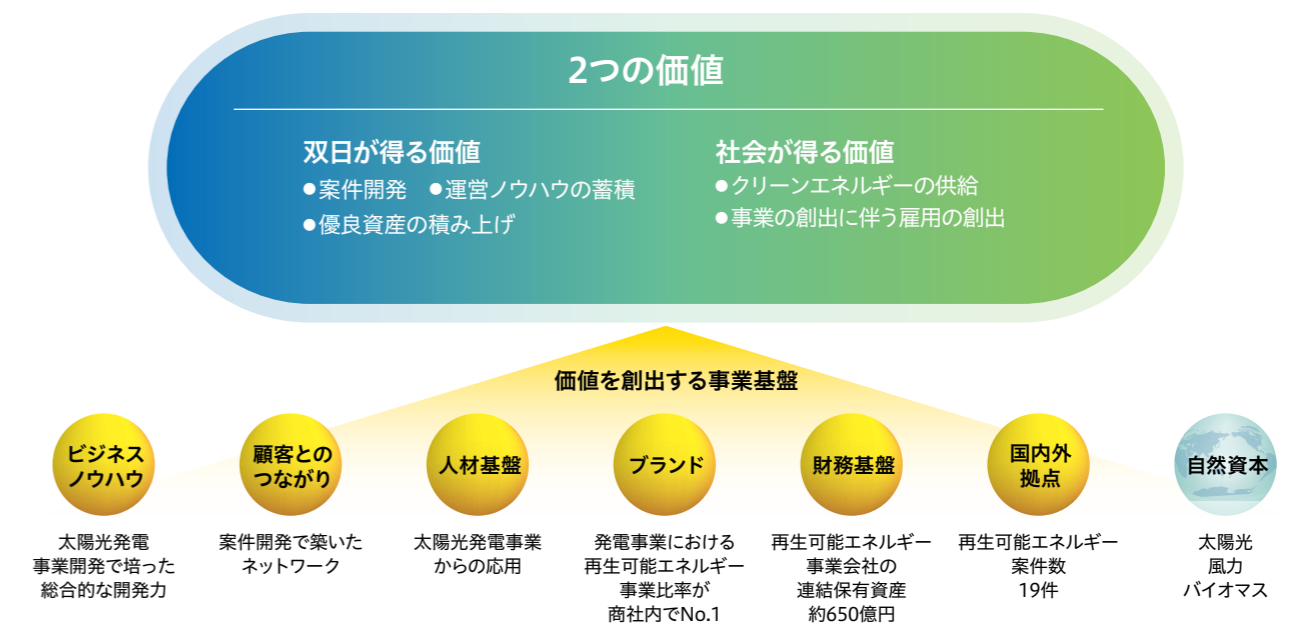 2つの価値
双日が得る価値
●案件開発　●運営ノウハウの蓄積
●優良資産の積み上げ
社会が得る価値
●クリーンエネルギーの供給
●事業の創出に伴う雇用の創出
価値を創出する事業基盤
ビジネス
ノウハウ
太陽光発電
事業開発で培った
総合的な開発力
顧客との
つながり
案件開発で築いた
ネットワーク
人材基盤
太陽光発電事業
からの応用
ブランド
発電事業における
再生可能エネルギー
事業比率が
商社内でNo.1
財務基盤
再生可能エネルギー
事業会社の
連結保有資産
約650億円
国内外
拠点
再生可能エネルギー
案件数
19件
自然資本
太陽光
風力
バイオマス